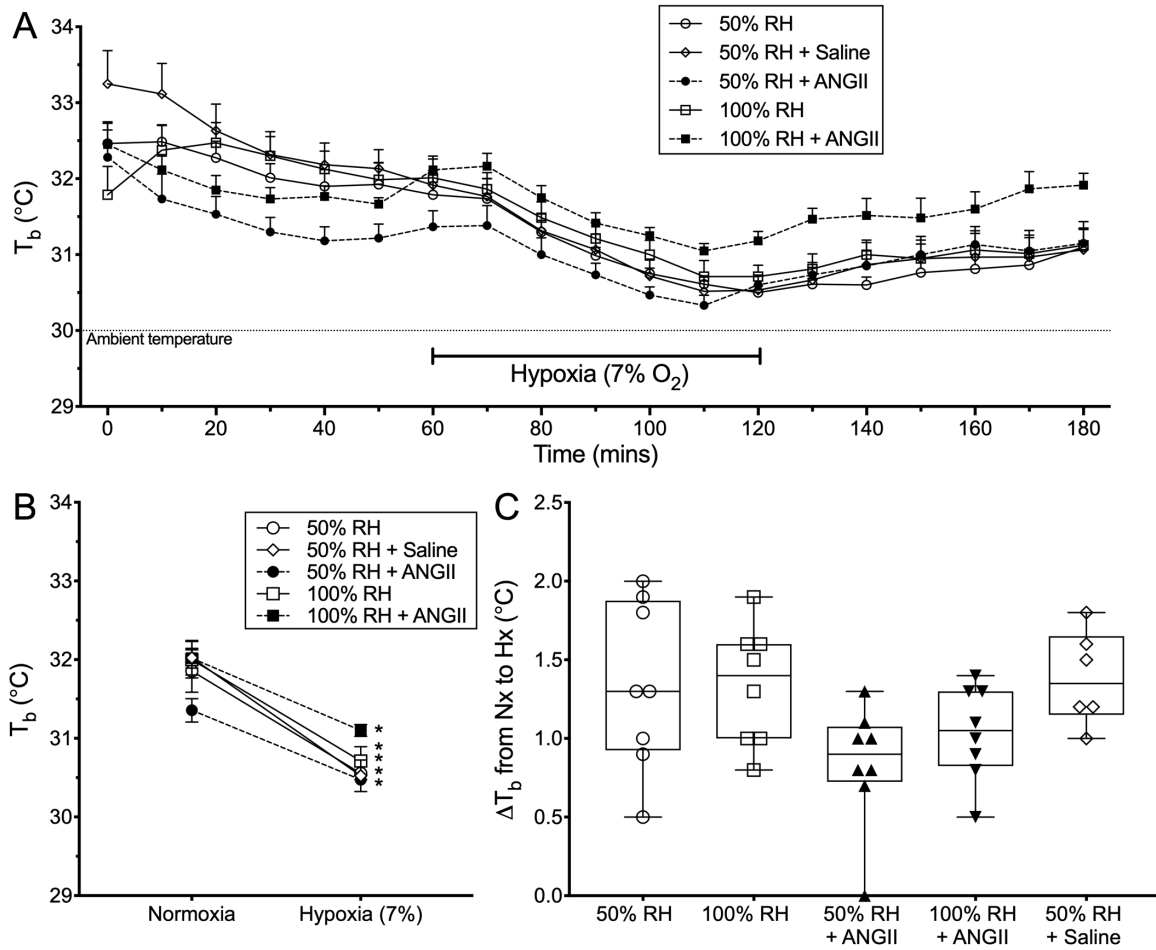 A
34
33
32
31
30
29
T_b (°C)
50% RH
50% RH + Saline
50% RH + ANGII
100% RH
100% RH + ANGII
Ambient temperature
Hypoxia (7% O₂)
0 20 40 60 80 100 120 140 160 180
Time (mins)
B
34
33
32
31
30
29
T_b (°C)
50% RH
50% RH + Saline
50% RH + ANGII
100% RH
100% RH + ANGII
*
*
*
*
*
Normoxia Hypoxia (7%)
C
2.5
2.0
1.5
1.0
0.5
0.0
ΔT_b from Nx to Hx (°C)
50% RH 100% RH 50% RH 100% RH 50% RH
+ ANGII + ANGII + Saline